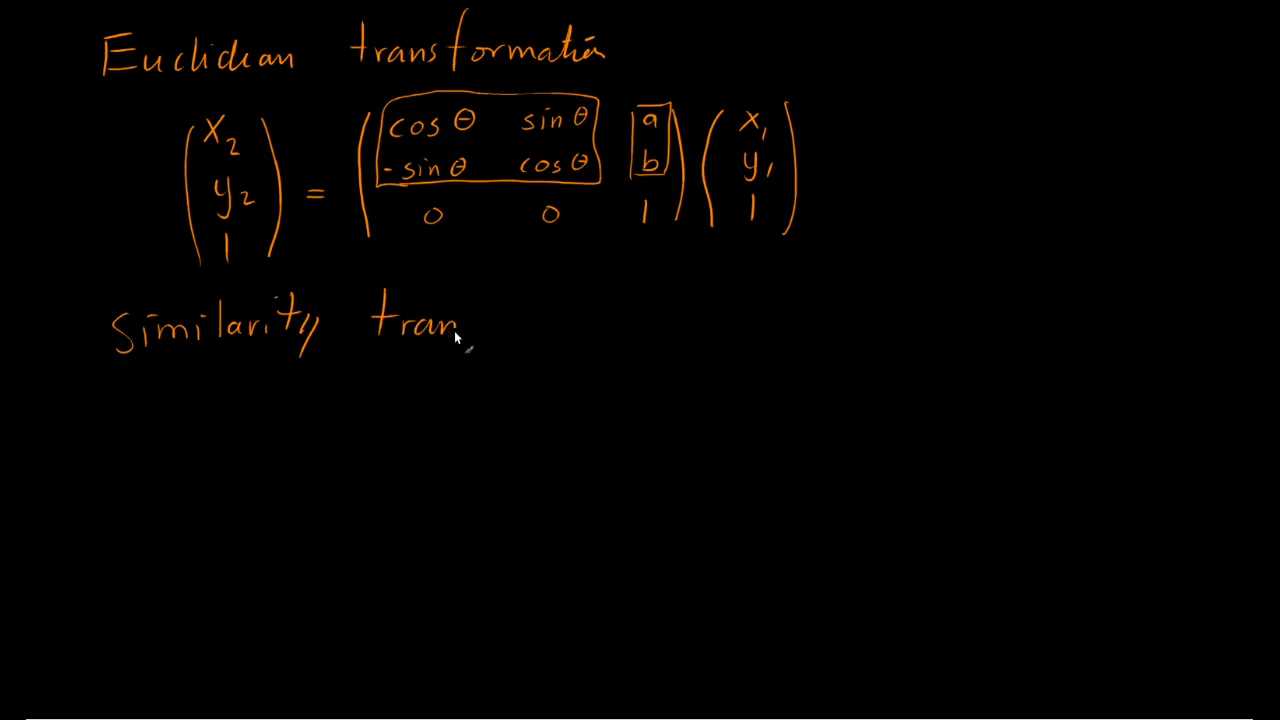 Euclidean transformation
( x₂ y₂ 1 ) = ( cos θ sin θ a
- sin θ cos θ b
0 0 1 ) ( x₁ y₁ 1 )
Similarity tran